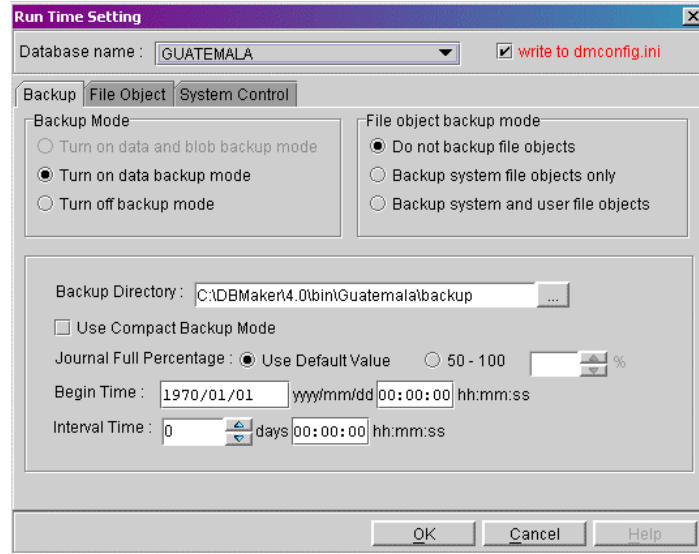 Run Time Setting
Database name : GUATEMALA write to dmconfig.ini
Backup File Object System Control
Backup Mode
Turn on data and blob backup mode
Turn on data backup mode
Turn off backup mode
File object backup mode
Do not backup file objects
Backup system file objects only
Backup system and user file objects
Backup Directory : C:\DBMaker\4.0\bin\Guatemala\backup ...
Use Compact Backup Mode
Journal Full Percentage : Use Default Value 50 - 100 %
Begin Time : 1970/01/01 yyyy/mm/dd 00:00:00 hh:mm:ss
Interval Time : 0 days 00:00:00 hh:mm:ss
OK Cancel Help